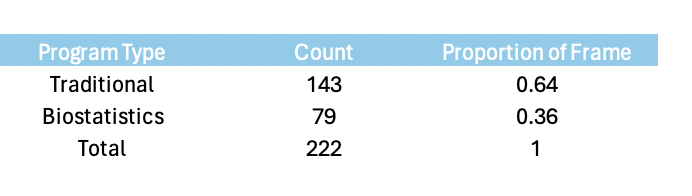 Program Type Count Proportion of Frame
Traditional 143 0.64
Biostatistics 79 0.36
Total 222 1